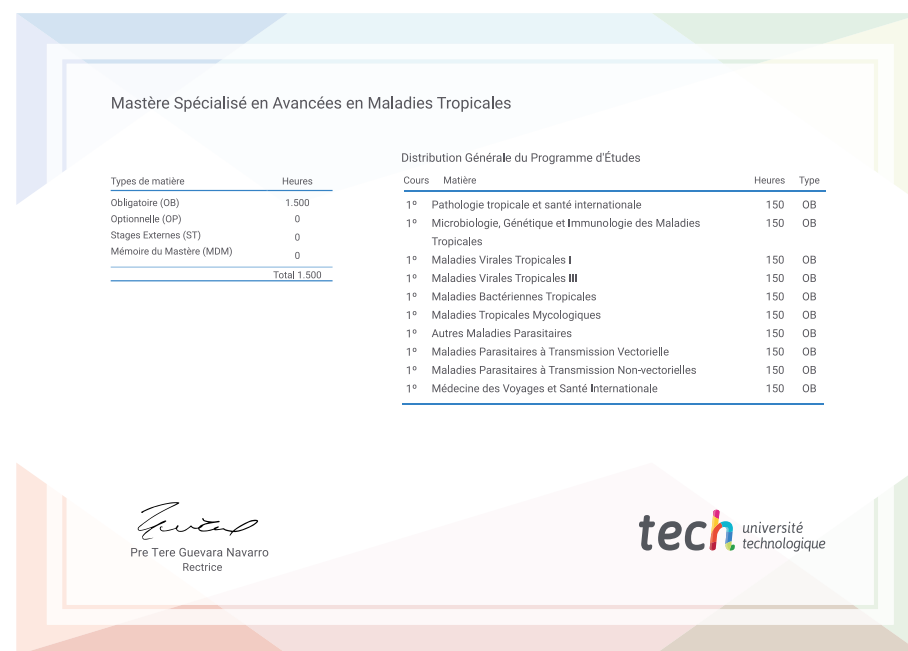 Mastère Spécialisé en Avancées en Maladies Tropicales
Types de matière Heures
Obligatoire (OB) 1.500
Optionnelle (OP) 0
Stages Externes (ST) 0
Mémoire du Mastère (MDM) 0
Total 1.500
Distribution Générale du Programme d'Études
Cours Matière Heures Type
1º Pathologie tropicale et santé internationale 150 OB
1º Microbiologie, Génétique et Immunologie des Maladies 150 OB
Tropicales
1º Maladies Virales Tropicales I 150 OB
1º Maladies Virales Tropicales III 150 OB
1º Maladies Bactériennes Tropicales 150 OB
1º Maladies Tropicales Mycologiques 150 OB
1º Autres Maladies Parasitaires 150 OB
1º Maladies Parasitaires à Transmission Vectorielle 150 OB
1º Maladies Parasitaires à Transmission Non-vectorielles 150 OB
1º Médecine des Voyages et Santé Internationale 150 OB
Pre Tere Guevara Navarro
Rectrice
tech université
technologique